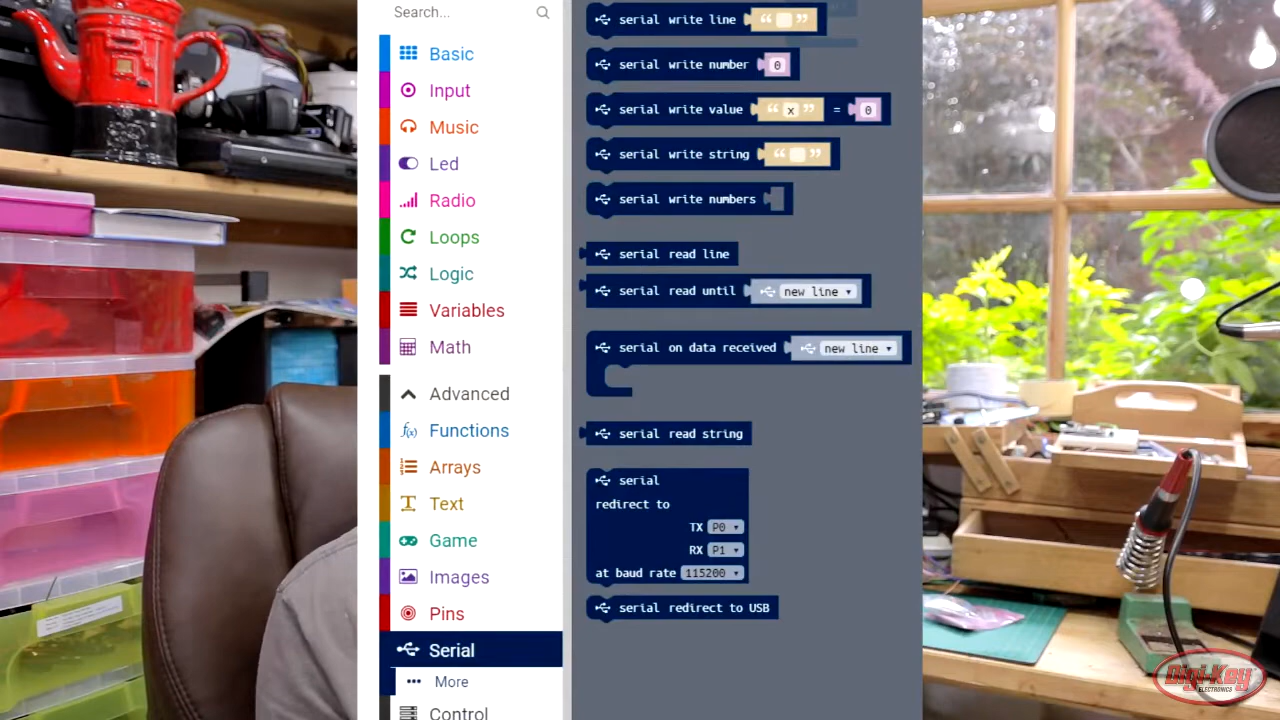 Search...
Basic
Input
Music
Led
Radio
Loops
Logic
Variables
Math
Advanced
Functions
Arrays
Text
Game
Images
Pins
Serial
More
Control
serial write line “ ”
serial write number 0
serial write value “ x ” = 0
serial write string “ ”
serial write numbers
serial read line
serial read until new line
serial on data received new line
serial read string
serial
redirect to
TX P0
RX P1
at baud rate 115200
serial redirect to USB
Digi-Key
ELECTRONICS